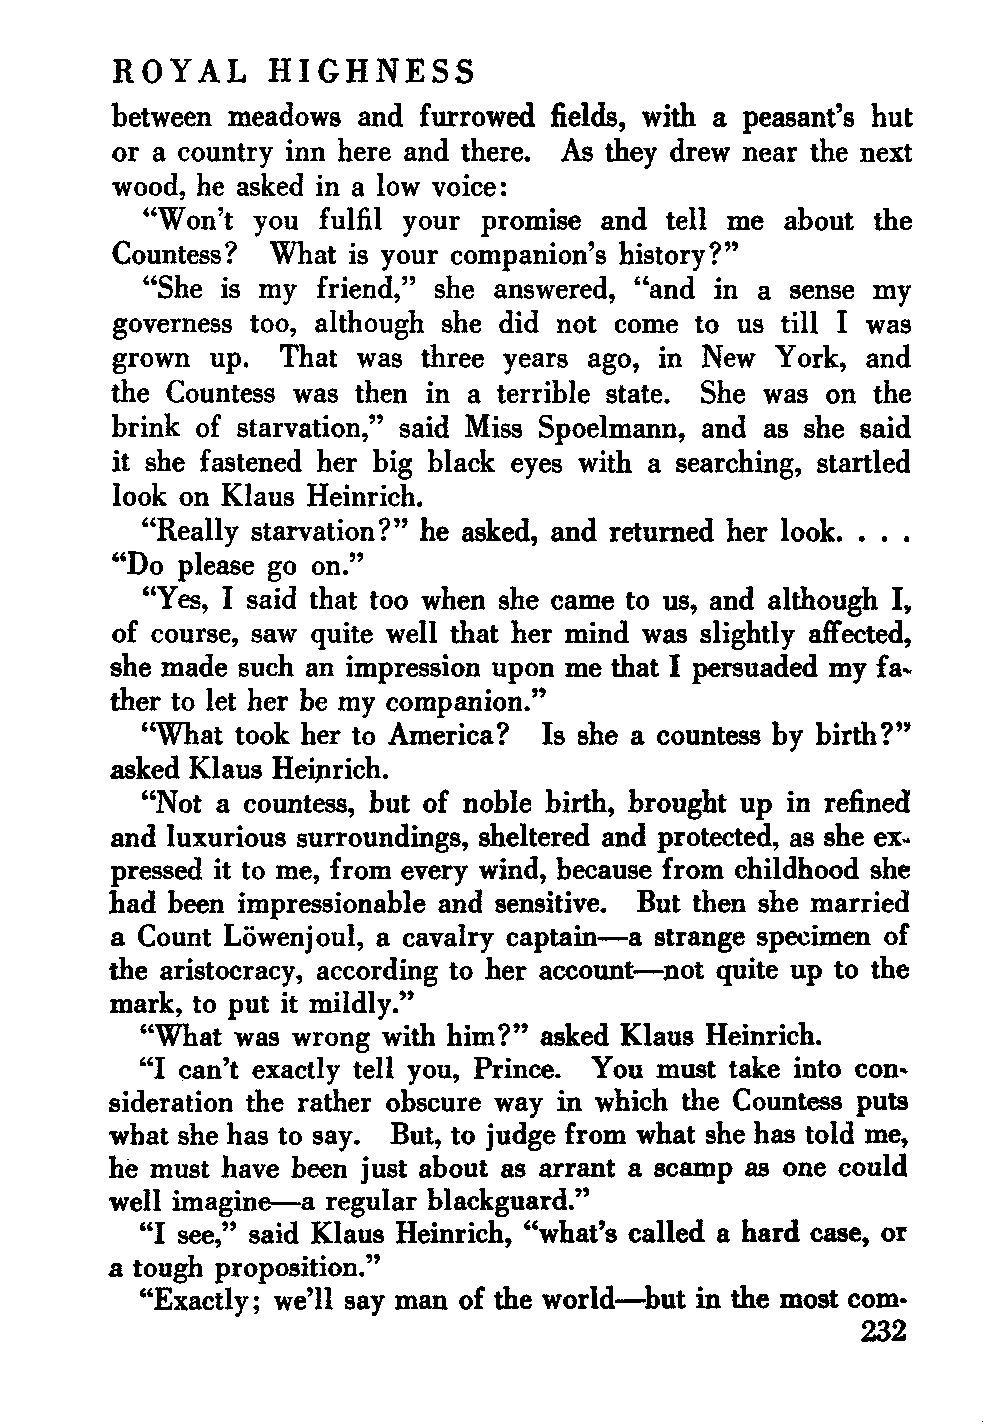 ROYAL HIGHNESS
between meadows and furrowed fields, with a peasant's hut
or a country inn here and there. As they drew near the next
wood, he asked in a low voice:
"Won't you fulfil your promise and tell me about the
Countess? What is your companion's history?"
"She is my friend," she answered, "and in a sense my
governess too, although she did not come to us till I was
grown up. That was three years ago, in New York, and
the Countess was then in a terrible state. She was on the
brink of starvation," said Miss Spoelmann, and as she said
it she fastened her big black eyes with a searching, startled
look on Klaus Heinrich.
"Really starvation?" he asked, and returned her look. . . .
"Do please go on."
"Yes, I said that too when she came to us, and although I,
of course, saw quite well that her mind was slightly affected,
she made such an impression upon me that I persuaded my fa-
ther to let her be my companion."
"What took her to America? Is she a countess by birth?"
asked Klaus Heinrich.
"Not a countess, but of noble birth, brought up in refined
and luxurious surroundings, sheltered and protected, as she ex-
pressed it to me, from every wind, because from childhood she
had been impressionable and sensitive. But then she married
a Count Löwenjoul, a cavalry captain—a strange specimen of
the aristocracy, according to her account—not quite up to the
mark, to put it mildly."
"What was wrong with him?" asked Klaus Heinrich.
"I can't exactly tell you, Prince. You must take into con-
sideration the rather obscure way in which the Countess puts
what she has to say. But, to judge from what she has told me,
he must have been just about as arrant a scamp as one could
well imagine—a regular blackguard."
"I see," said Klaus Heinrich, "what's called a hard case, or
a tough proposition."
"Exactly; we'll say man of the world—but in the most com-
232